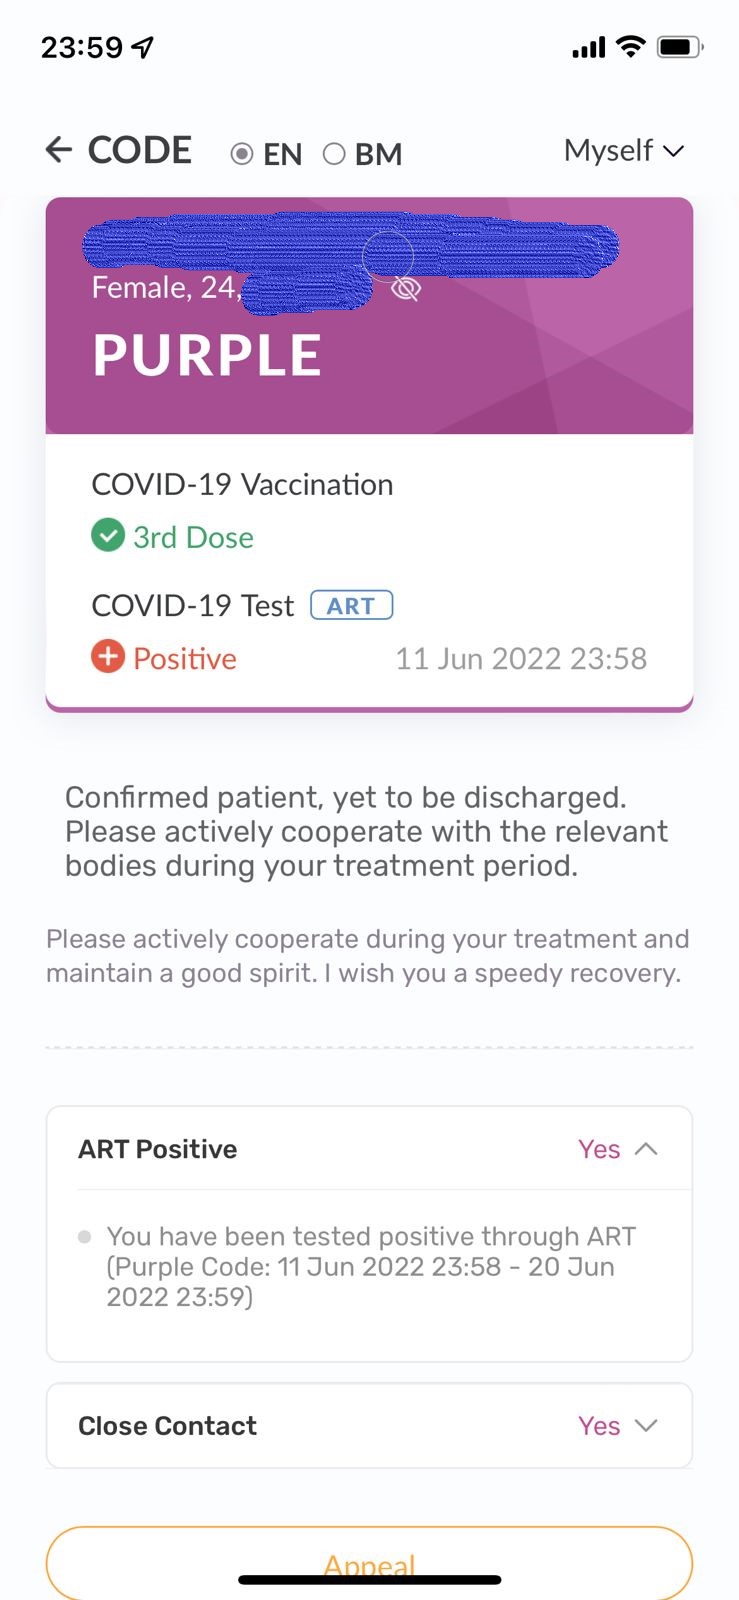 23:59
CODE EN BM Myself
Female, 24,
PURPLE
COVID-19 Vaccination
3rd Dose
COVID-19 Test ART
Positive 11 Jun 2022 23:58
Confirmed patient, yet to be discharged.
Please actively cooperate with the relevant
bodies during your treatment period.
Please actively cooperate during your treatment and
maintain a good spirit. I wish you a speedy recovery.
ART Positive Yes
You have been tested positive through ART
(Purple Code: 11 Jun 2022 23:58 - 20 Jun
2022 23:59)
Close Contact Yes
Appeal